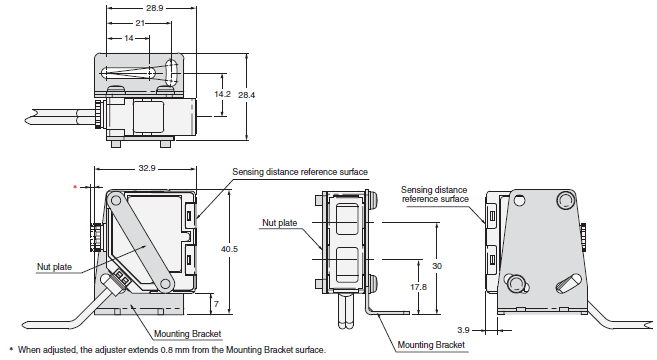 28.9
21
14
14.2
28.4
32.9
Sensing distance reference surface
*
Sensing distance
reference surface
Nut plate
40.5
30
Nut plate
17.8
7
3.9
Mounting Bracket
Mounting Bracket
* When adjusted, the adjuster extends 0.8 mm from the Mounting Bracket surface.